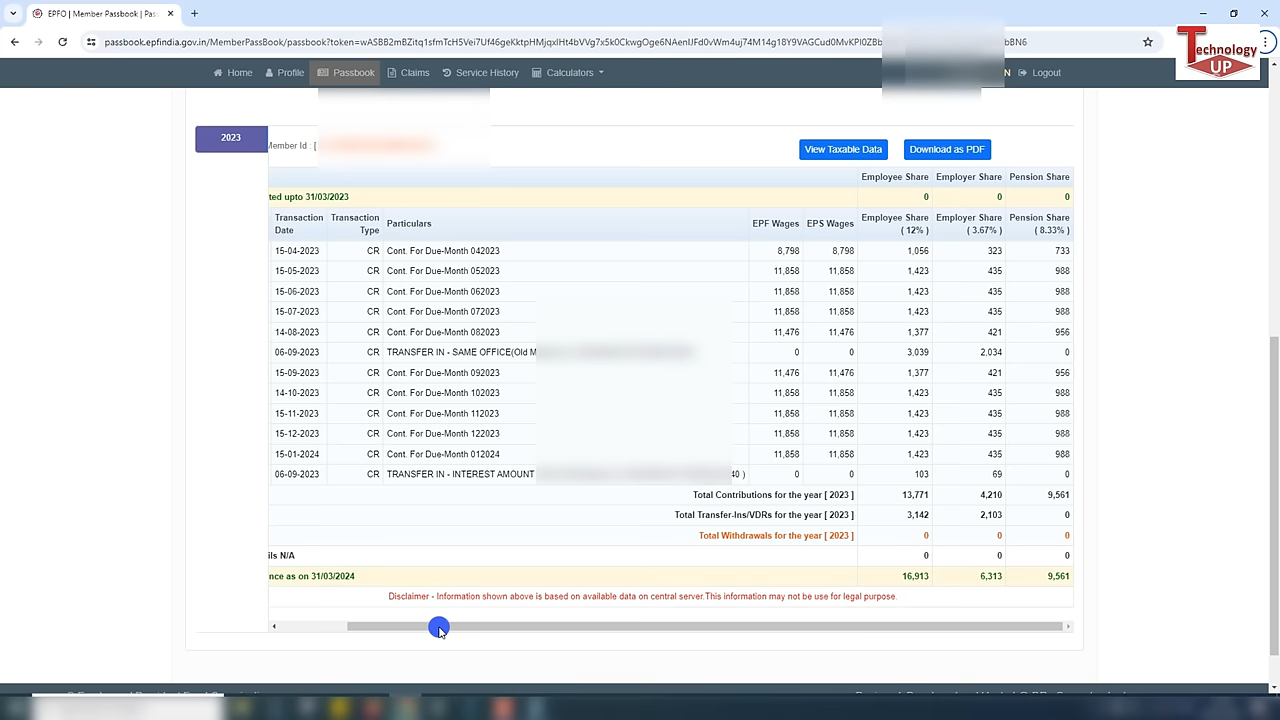 EPFO | Member Passbook | Pas
passbook.epfindia.gov.in/MemberPassBook/passbook?token=
Technology
UP
Home Profile Passbook Claims Service History Calculators N Logout
2023
Member Id : [
View Taxable Data Download as PDF
Employee Share Employer Share Pension Share
ted upto 31/03/2023 0 0 0
Transaction Date Transaction Type Particulars EPF Wages EPS Wages Employee Share ( 12% ) Employer Share ( 3.67% ) Pension Share ( 8.33% )
15-04-2023 CR Cont. For Due-Month 042023 8,798 8,798 1,056 323 733
15-05-2023 CR Cont. For Due-Month 052023 11,858 11,858 1,423 435 988
15-06-2023 CR Cont. For Due-Month 062023 11,858 11,858 1,423 435 988
15-07-2023 CR Cont. For Due-Month 072023 11,858 11,858 1,423 435 988
14-08-2023 CR Cont. For Due-Month 082023 11,476 11,476 1,377 421 956
06-09-2023 CR TRANSFER IN - SAME OFFICE(Old M 0 0 3,039 2,034 0
15-09-2023 CR Cont. For Due-Month 092023 11,476 11,476 1,377 421 956
14-10-2023 CR Cont. For Due-Month 102023 11,858 11,858 1,423 435 988
15-11-2023 CR Cont. For Due-Month 112023 11,858 11,858 1,423 435 988
15-12-2023 CR Cont. For Due-Month 122023 11,858 11,858 1,423 435 988
15-01-2024 CR Cont. For Due-Month 012024 11,858 11,858 1,423 435 988
06-09-2023 CR TRANSFER IN - INTEREST AMOUNT 40 ) 0 0 103 69 0
Total Contributions for the year [ 2023 ] 13,771 4,210 9,561
Total Transfer-Ins/VDRs for the year [ 2023 ] 3,142 2,103 0
Total Withdrawals for the year [ 2023 ] 0 0 0
ils N/A 0 0 0
nce as on 31/03/2024 16,913 6,313 9,561
Disclaimer - Information shown above is based on available data on central server.This information may not be use for legal purpose.